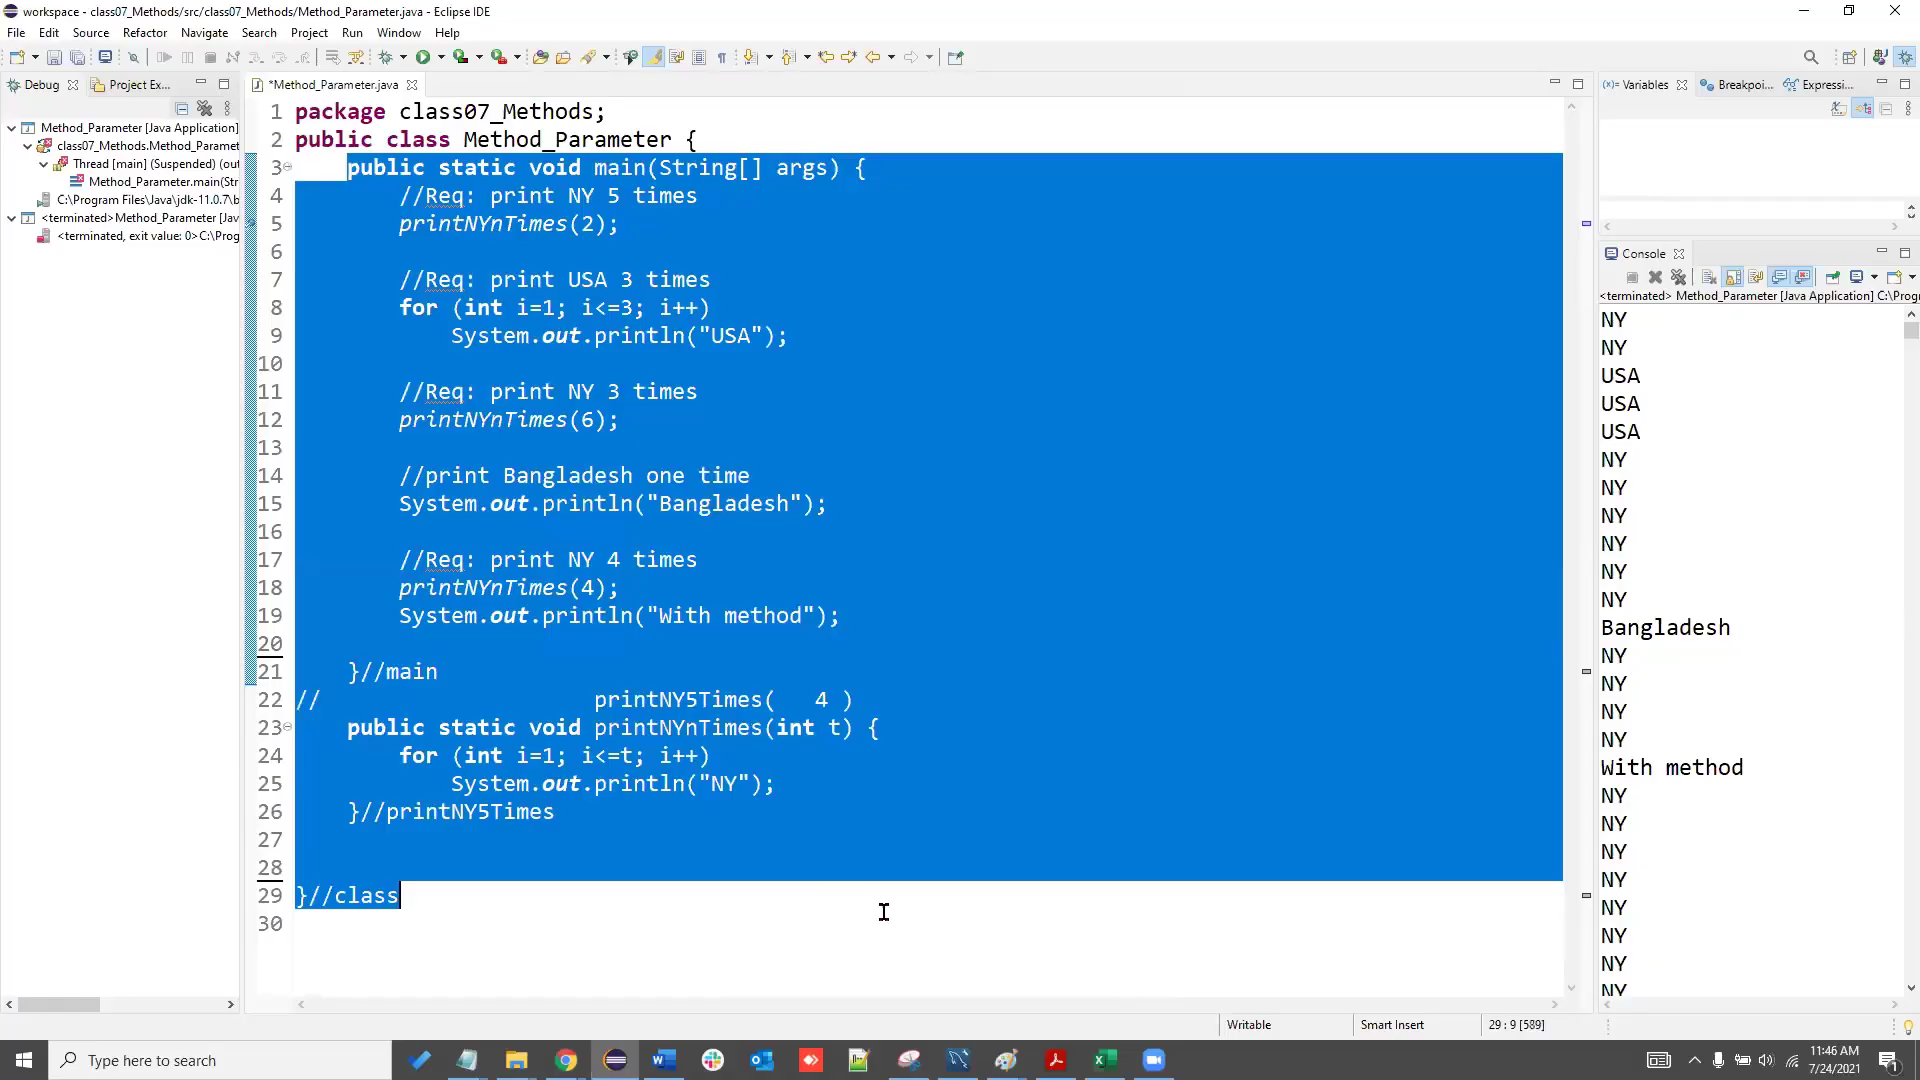 workspace - class07_Methods/src/class07_Methods/Method_Parameter.java - Eclipse IDE
File Edit Source Refactor Navigate Search Project Run Window Help
Debug
Project Ex...
Method_Parameter [Java Application]
class07_Methods.Method_Paramet
Thread [main] (Suspended) (out
Method_Parameter.main(Str
C:\Program Files\Java\jdk-11.0.7\b
<terminated>Method_Parameter [Jav
<terminated, exit value: 0>C:\Prog
*Method_Parameter.java
1 package class07_Methods;
2 public class Method_Parameter {
3 public static void main(String[] args) {
4 //Req: print NY 5 times
5 printNYnTimes(2);
6
7 //Req: print USA 3 times
8 for (int i=1; i<=3; i++)
9 System.out.println("USA");
10
11 //Req: print NY 3 times
12 printNYnTimes(6);
13
14 //print Bangladesh one time
15 System.out.println("Bangladesh");
16
17 //Req: print NY 4 times
18 printNYnTimes(4);
19 System.out.println("With method");
20
21 }//main
22 // printNY5Times( 4 )
23 public static void printNYnTimes(int t) {
24 for (int i=1; i<=t; i++)
25 System.out.println("NY");
26 }//printNY5Times
27
28
29 }//class
30
(x)= Variables
Breakpoi...
Expressi...
Console
<terminated> Method_Parameter [Java Application] C:\Progr
NY
NY
USA
USA
USA
NY
NY
NY
NY
NY
NY
Bangladesh
NY
NY
NY
NY
With method
NY
NY
NY
NY
NY
NY
NY
NY
Writable
Smart Insert
29 : 9 [589]
Type here to search
11:46 AM
7/24/2021
1